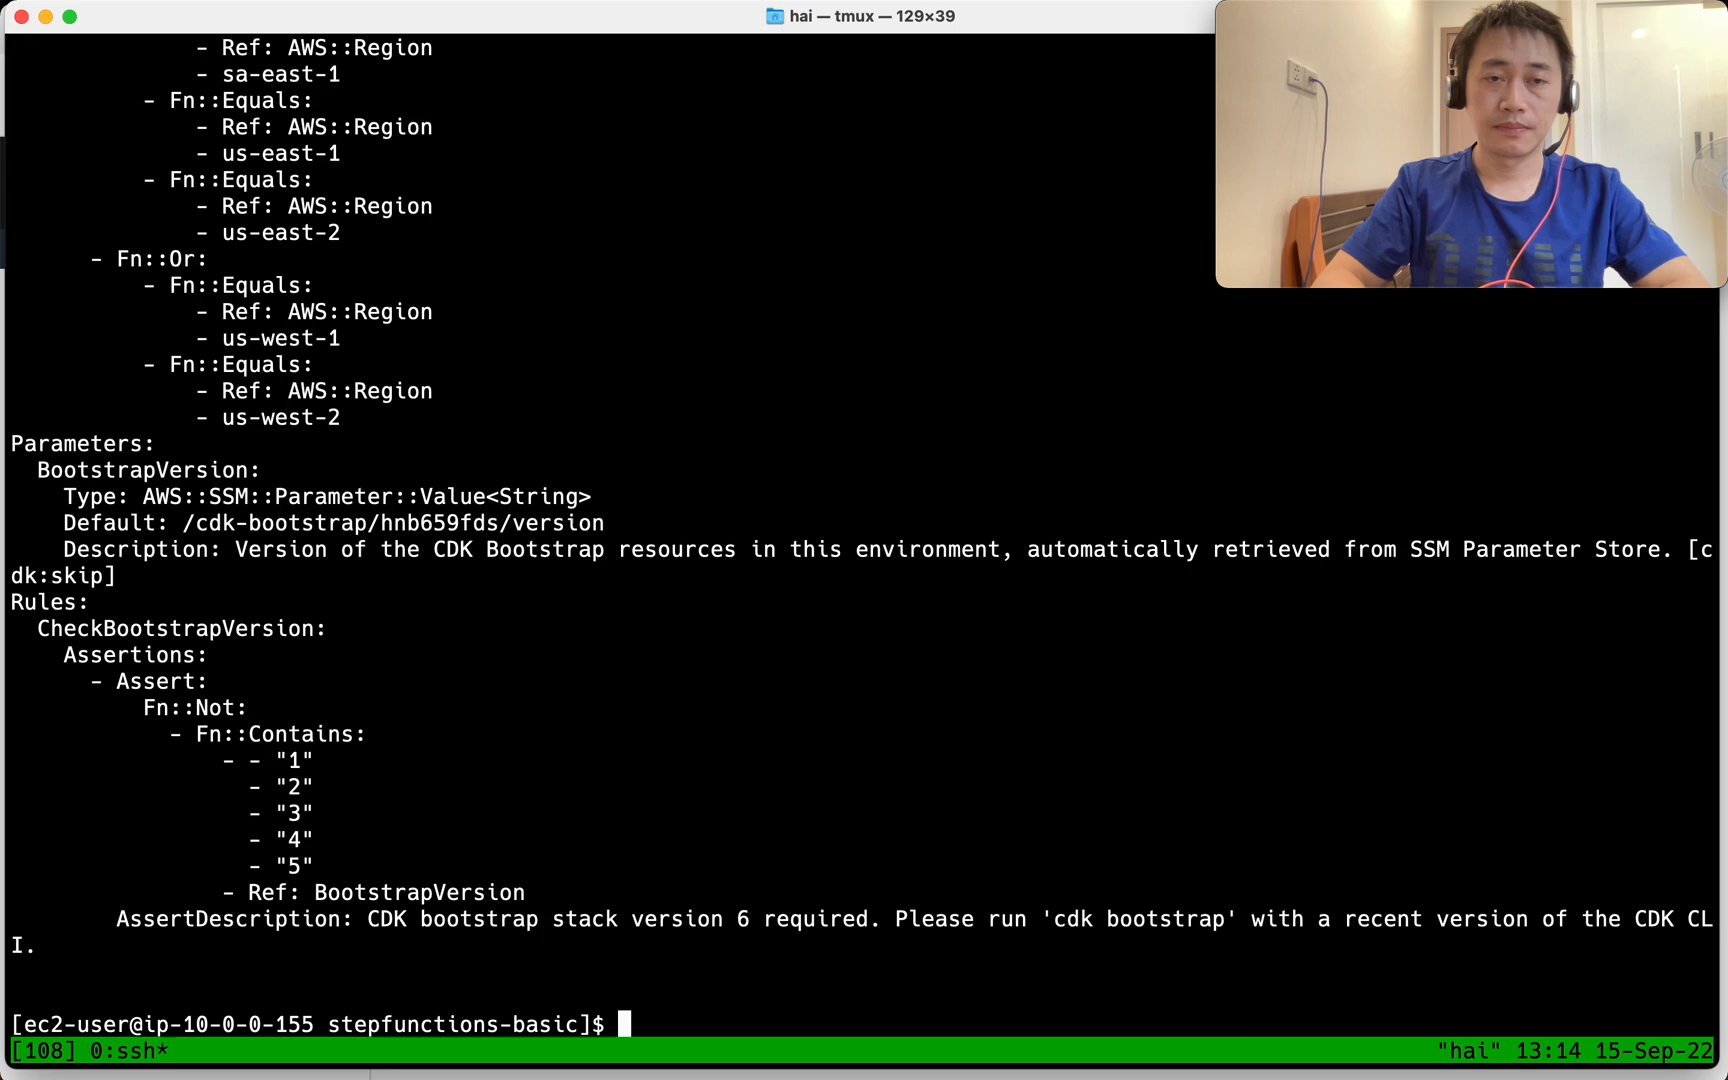 hai — tmux — 129×39
- Ref: AWS::Region
- sa-east-1
- Fn::Equals:
- Ref: AWS::Region
- us-east-1
- Fn::Equals:
- Ref: AWS::Region
- us-east-2
- Fn::Or:
- Fn::Equals:
- Ref: AWS::Region
- us-west-1
- Fn::Equals:
- Ref: AWS::Region
- us-west-2
Parameters:
BootstrapVersion:
Type: AWS::SSM::Parameter::Value<String>
Default: /cdk-bootstrap/hnb659fds/version
Description: Version of the CDK Bootstrap resources in this environment, automatically retrieved from SSM Parameter Store. [c
dk:skip]
Rules:
CheckBootstrapVersion:
Assertions:
- Assert:
Fn::Not:
- Fn::Contains:
- - "1"
- "2"
- "3"
- "4"
- "5"
- Ref: BootstrapVersion
AssertDescription: CDK bootstrap stack version 6 required. Please run 'cdk bootstrap' with a recent version of the CDK CL
I.
[ec2-user@ip-10-0-0-155 stepfunctions-basic]$
[108] 0:ssh* "hai" 13:14 15-Sep-22